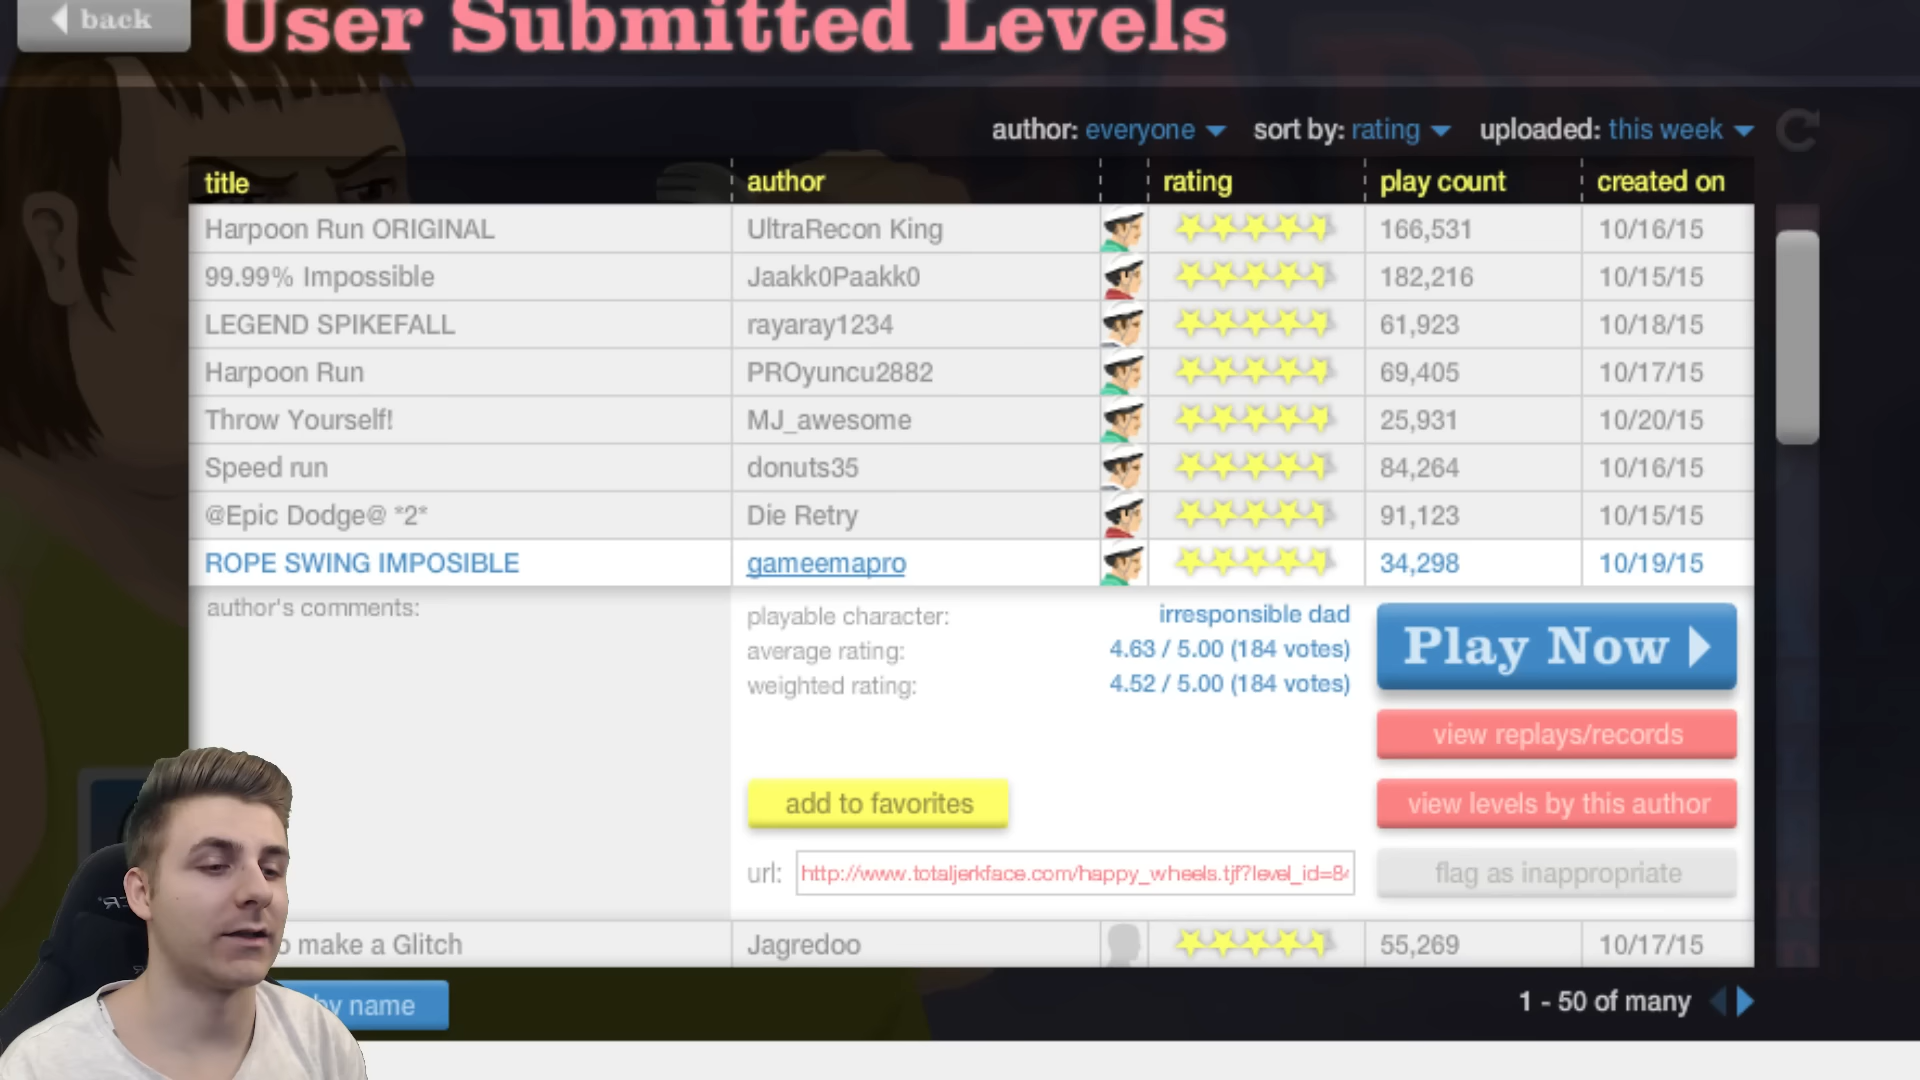 back
User Submitted Levels
author: everyone sort by: rating uploaded: this week
title author rating play count created on
Harpoon Run ORIGINAL UltraRecon King 166,531 10/16/15
99.99% Impossible Jaakk0Paakk0 182,216 10/15/15
LEGEND SPIKEFALL rayaray1234 61,923 10/18/15
Harpoon Run PROyuncu2882 69,405 10/17/15
Throw Yourself! MJ_awesome 25,931 10/20/15
Speed run donuts35 84,264 10/16/15
@Epic Dodge@ *2* Die Retry 91,123 10/15/15
ROPE SWING IMPOSIBLE gameemapro 34,298 10/19/15
author's comments:
playable character: irresponsible dad
average rating: 4.63 / 5.00 (184 votes)
weighted rating: 4.52 / 5.00 (184 votes)
Play Now
view replays/records
add to favorites
view levels by this author
url: http://www.totaljerkface.com/happy_wheels.tjf?level_id=8
flag as inappropriate
make a Glitch Jagredoo 55,269 10/17/15
by name
1 - 50 of many